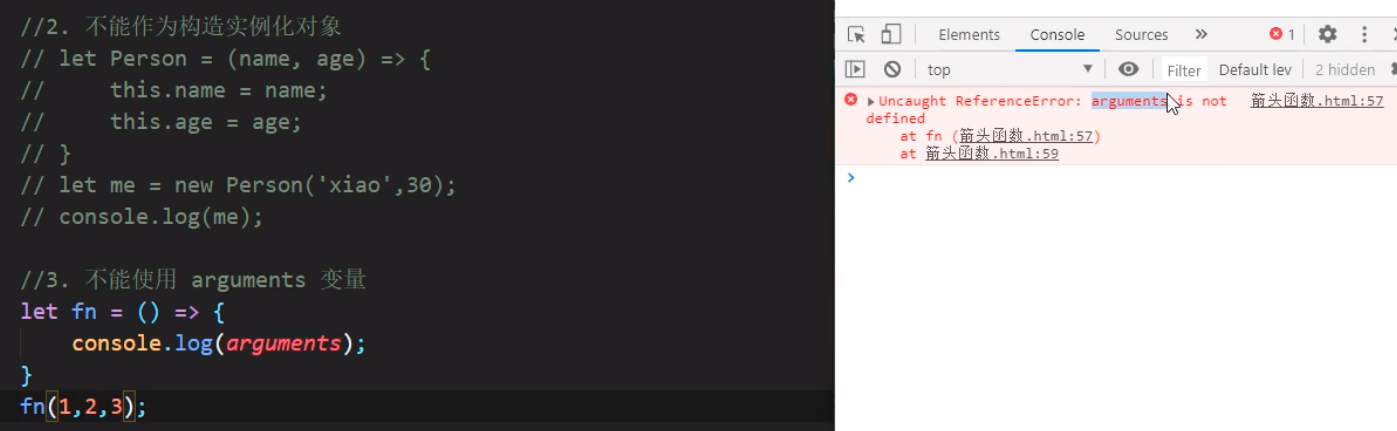 //2. 不能作为构造实例化对象
// let Person = (name, age) => {
//     this.name = name;
//     this.age = age;
// }
// let me = new Person('xiao',30);
// console.log(me);
//3. 不能使用 arguments 变量
let fn = () => {
    console.log(arguments);
}
fn(1,2,3);
Elements Console Sources » 1
top Filter Default lev 2 hidden
Uncaught ReferenceError: arguments is not 箭头函数.html:57
defined
at fn (箭头函数.html:57)
at 箭头函数.html:59